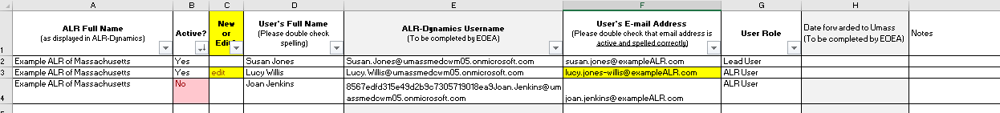 A B C D E F G H
ALR Full Name
(as displayed in ALR-Dynamics)
Active?
New
or
Edit?
User's Full Name
(Please double check
spelling)
ALR-Dynamics Username
(To be completed by EOEA)
User's E-mail Address
(Please double check that email address is
active and spelled correctly)
User Role
Date forwarded to Umass
(To be completed by EOEA)
Notes
1
2 Example ALR of Massachusetts Yes Susan Jones Susan.Jones@umassmedcwm05.onmicrosoft.com susan.jones@exampleALR.com Lead User
3 Example ALR of Massachusetts Yes edit Lucy Willis Lucy.Willis@umassmedcwm05.onmicrosoft.com lucy.jones-willis@exampleALR.com ALR User
Example ALR of Massachusetts No Joan Jenkins 8567edfd315e49d2b9c7305719018ea9Joan.Jenkins@um ALR User
4 assmedcwm05.onmicrosoft.com joan.jenkins@exampleALR.com